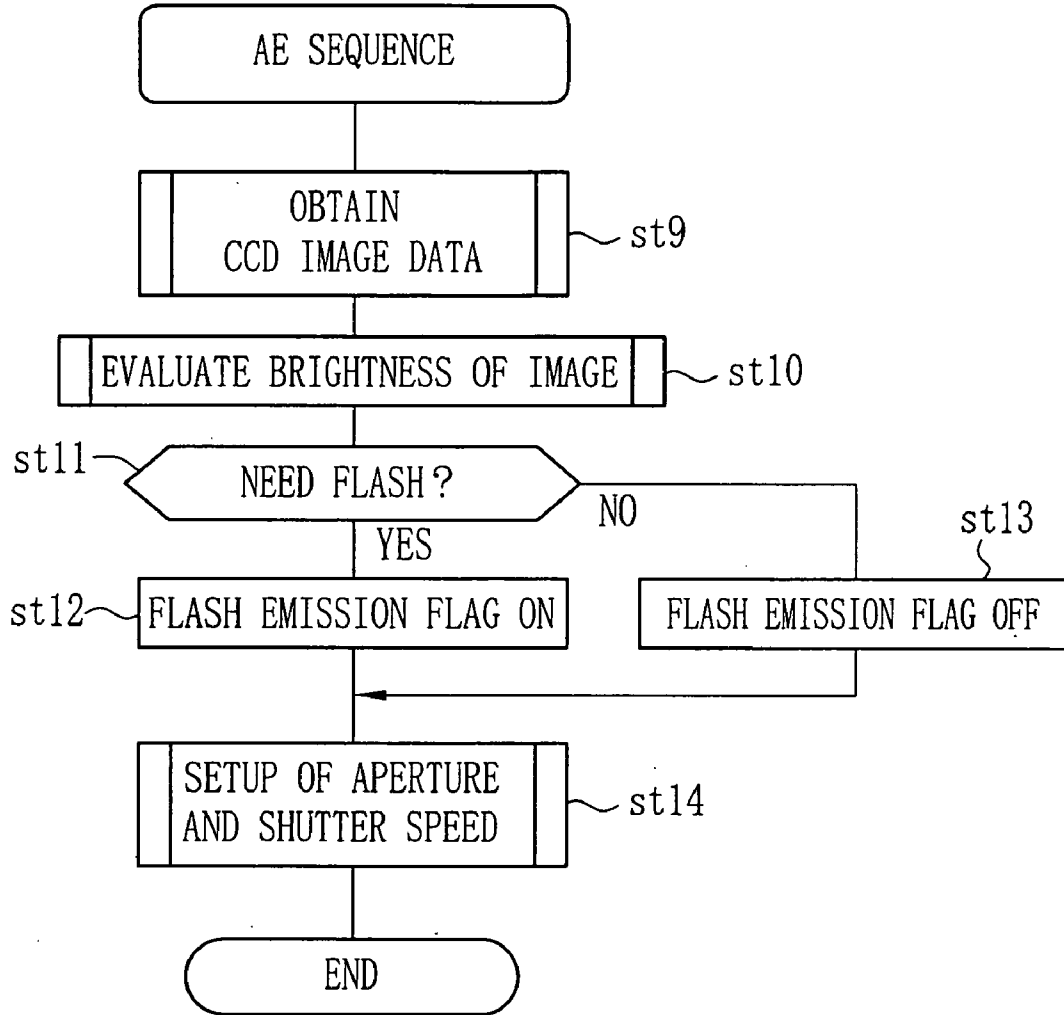 AE SEQUENCE
OBTAIN
CCD IMAGE DATA
st9
EVALUATE BRIGHTNESS OF IMAGE
st10
st11
NEED FLASH?
NO
YES
st13
st12
FLASH EMISSION FLAG ON
FLASH EMISSION FLAG OFF
SETUP OF APERTURE
AND SHUTTER SPEED
st14
END